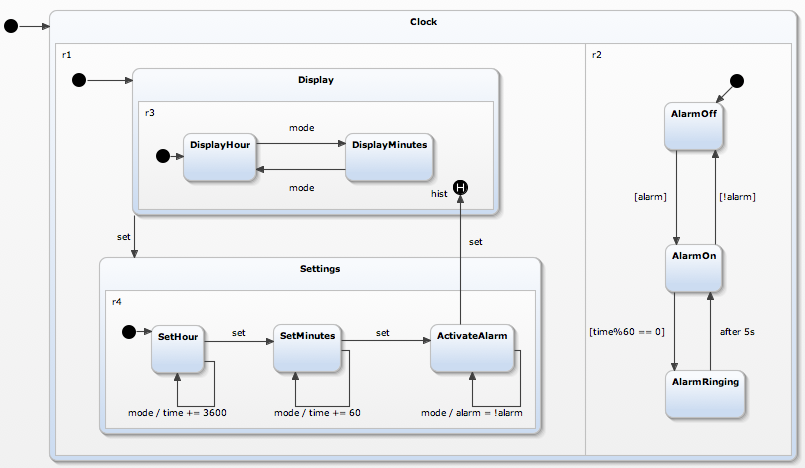 Clock
r1
r2
Display
r3
AlarmOff
mode
DisplayHour
DisplayMinutes
mode
hist
H
[alarm]
[!alarm]
set
set
AlarmOn
Settings
r4
SetHour
set
SetMinutes
set
ActivateAlarm
[time%60 == 0]
after 5s
AlarmRinging
mode / time += 3600
mode / time += 60
mode / alarm = !alarm